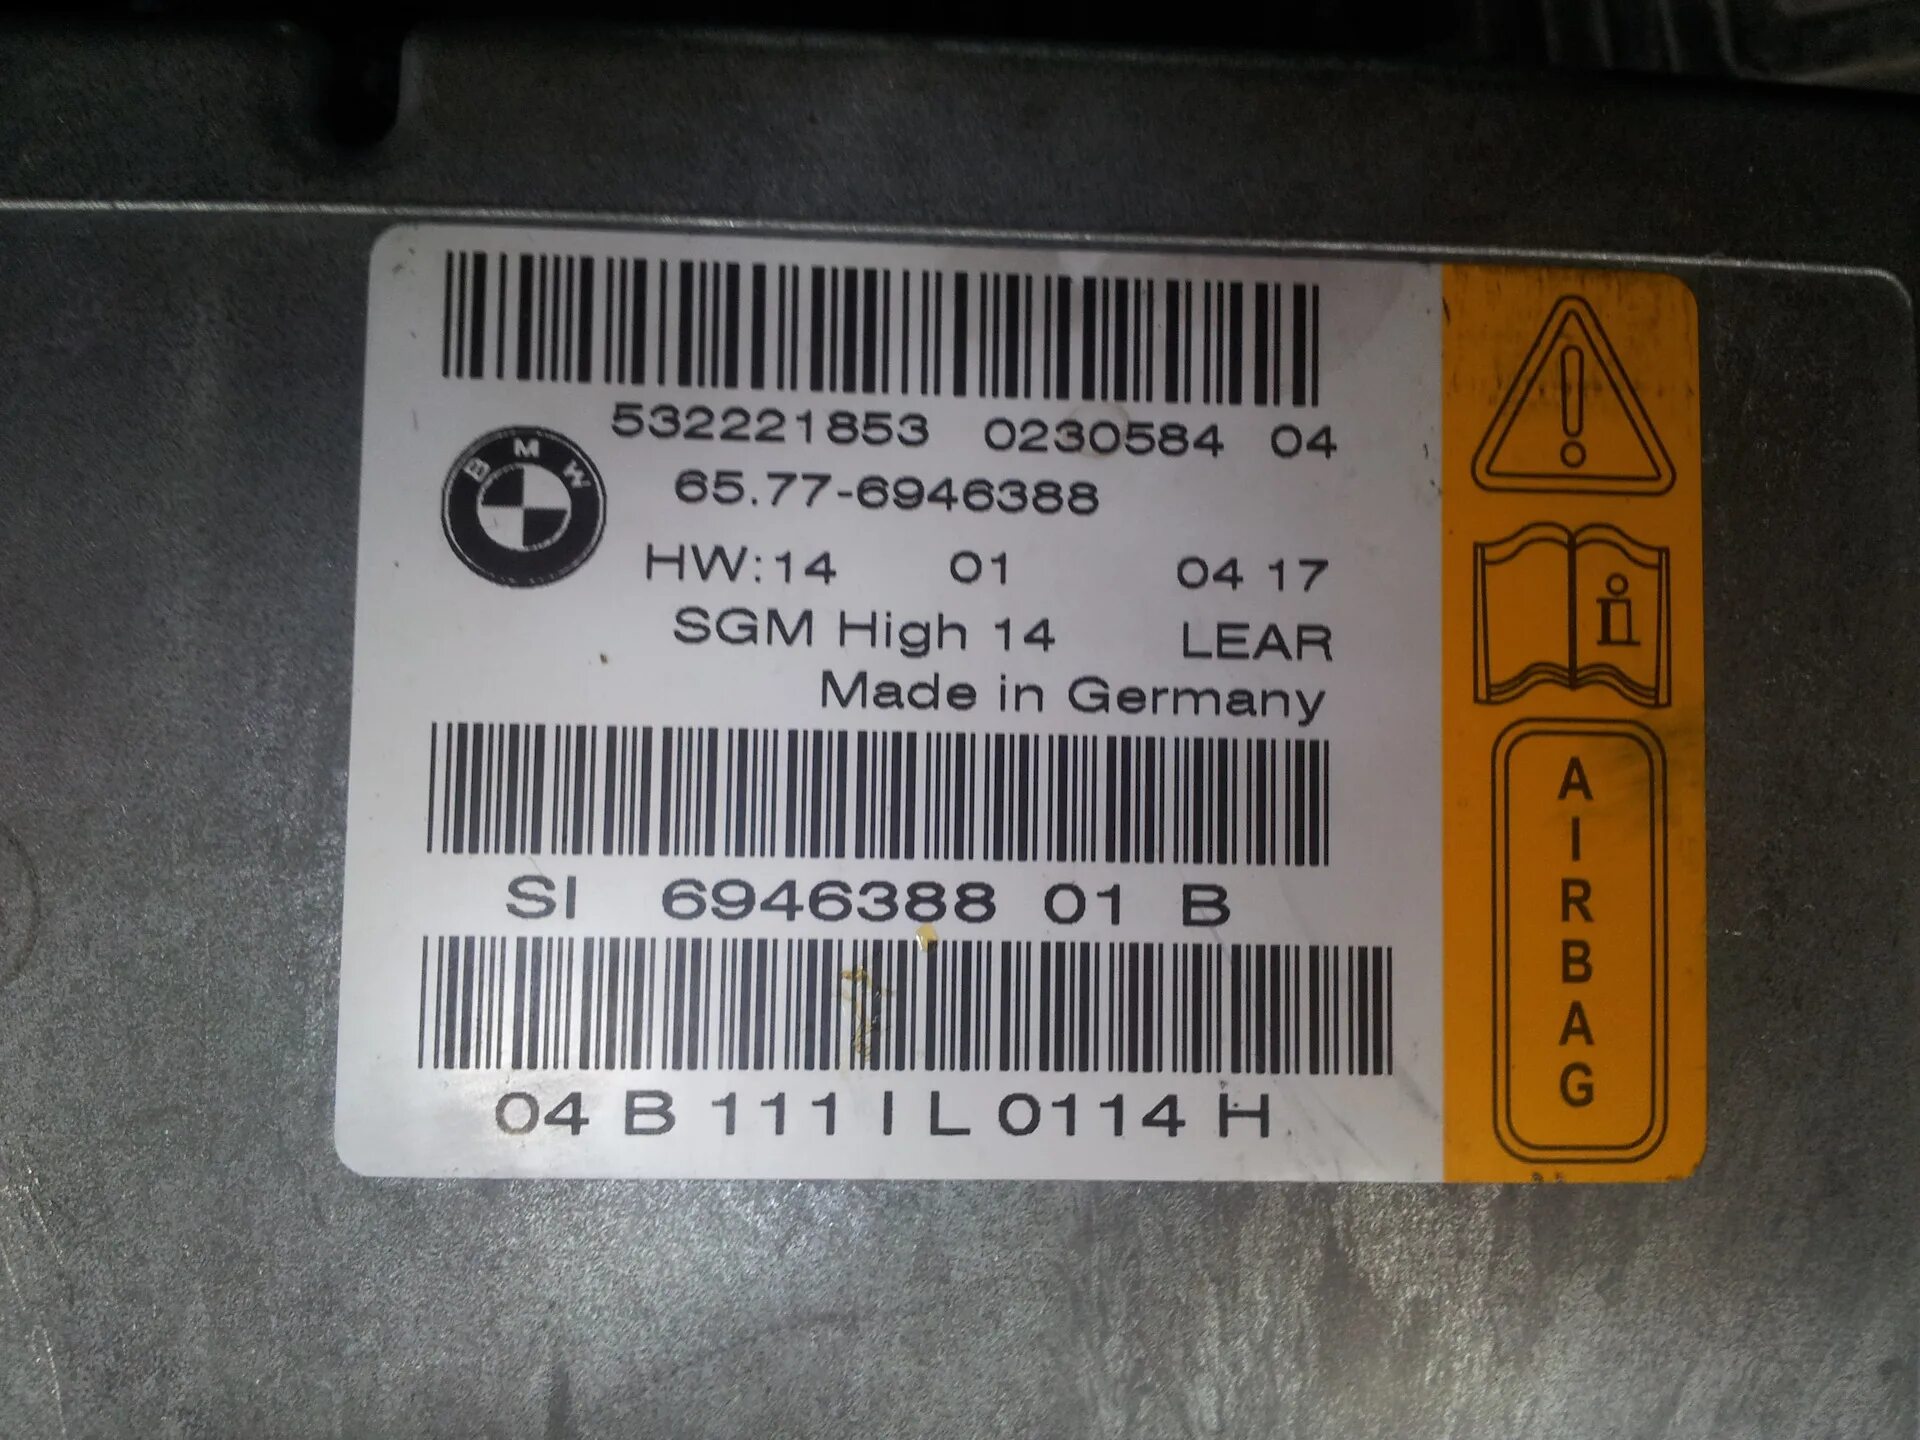 532221853 0230584 04
BMW
65.77-6946388
HW:14 01 04 17
SGM High 14 LEAR
Made in Germany
SI 6946388 01 B
04 B 111 I L 0114 H
AIRBAG